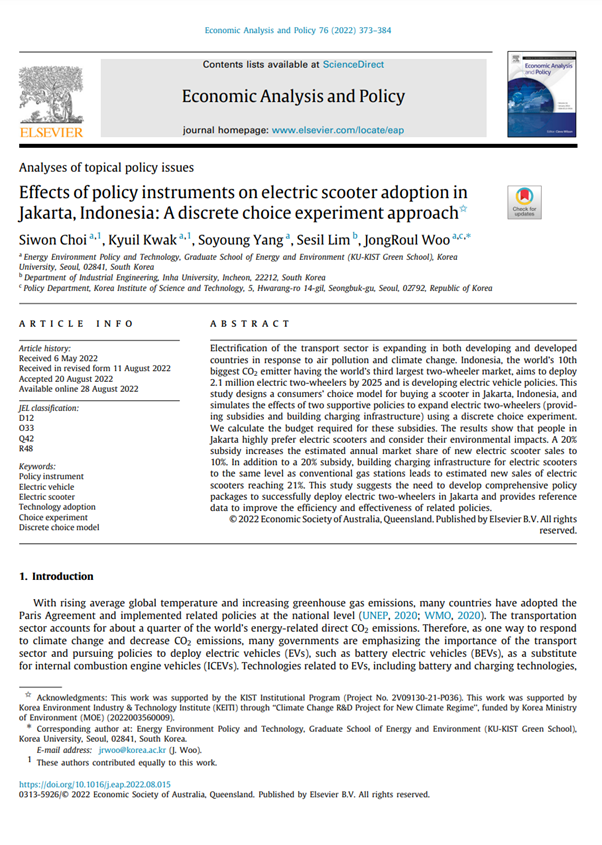 Economic Analysis and Policy 76 (2022) 373–384
Contents lists available at ScienceDirect
Economic Analysis and Policy
journal homepage: www.elsevier.com/locate/eap
ELSEVIER
Economic Analysis
and Policy
Analyses of topical policy issues
Effects of policy instruments on electric scooter adoption in
Jakarta, Indonesia: A discrete choice experiment approach☆
Check for
updates
Siwon Choi a,1, Kyuil Kwak a,1, Soyoung Yang a, Sesil Lim b, JongRoul Woo a,c,*
a Energy Environment Policy and Technology, Graduate School of Energy and Environment (KU-KIST Green School), Korea
University, Seoul, 02841, South Korea
b Department of Industrial Engineering, Inha University, Incheon, 22212, South Korea
c Policy Department, Korea Institute of Science and Technology, 5, Hwarang-ro 14-gil, Seongbuk-gu, Seoul, 02792, Republic of Korea
ARTICLE INFO
Article history:
Received 6 May 2022
Received in revised form 11 August 2022
Accepted 20 August 2022
Available online 28 August 2022
JEL classification:
D12
O33
Q42
R48
Keywords:
Policy instrument
Electric vehicle
Electric scooter
Technology adoption
Choice experiment
Discrete choice model
ABSTRACT
Electrification of the transport sector is expanding in both developing and developed
countries in response to air pollution and climate change. Indonesia, the world's 10th
biggest CO2 emitter having the world's third largest two-wheeler market, aims to deploy
2.1 million electric two-wheelers by 2025 and is developing electric vehicle policies. This
study designs a consumers' choice model for buying a scooter in Jakarta, Indonesia, and
simulates the effects of two supportive policies to expand electric two-wheelers (provid-
ing subsidies and building charging infrastructure) using a discrete choice experiment.
We calculate the budget required for these subsidies. The results show that people in
Jakarta highly prefer electric scooters and consider their environmental impacts. A 20%
subsidy increases the estimated annual market share of new electric scooter sales to
10%. In addition to a 20% subsidy, building charging infrastructure for electric scooters
to the same level as conventional gas stations leads to estimated new sales of electric
scooters reaching 21%. This study suggests the need to develop comprehensive policy
packages to successfully deploy electric two-wheelers in Jakarta and provides reference
data to improve the efficiency and effectiveness of related policies.
© 2022 Economic Society of Australia, Queensland. Published by Elsevier B.V. All rights
reserved.
1. Introduction
With rising average global temperature and increasing greenhouse gas emissions, many countries have adopted the
Paris Agreement and implemented related policies at the national level (UNEP, 2020; WMO, 2020). The transportation
sector accounts for about a quarter of the world's energy-related direct CO2 emissions. Therefore, as one way to respond
to climate change and decrease CO2 emissions, many governments are emphasizing the importance of the transport
sector and pursuing policies to deploy electric vehicles (EVs), such as battery electric vehicles (BEVs), as a substitute
for internal combustion engine vehicles (ICEVs). Technologies related to EVs, including battery and charging technologies,
☆ Acknowledgments: This work was supported by the KIST Institutional Program (Project No. 2V09130-21-P036). This work was supported by
Korea Environment Industry & Technology Institute (KEITI) through "Climate Change R&D Project for New Climate Regime", funded by Korea Ministry
of Environment (MOE) (2022003560009).
* Corresponding author at: Energy Environment Policy and Technology, Graduate School of Energy and Environment (KU-KIST Green School),
Korea University, Seoul, 02841, South Korea.
E-mail address: jrwoo@korea.ac.kr (J. Woo).
1 These authors contributed equally to this work.
https://doi.org/10.1016/j.eap.2022.08.015
0313-5926/© 2022 Economic Society of Australia, Queensland. Published by Elsevier B.V. All rights reserved.